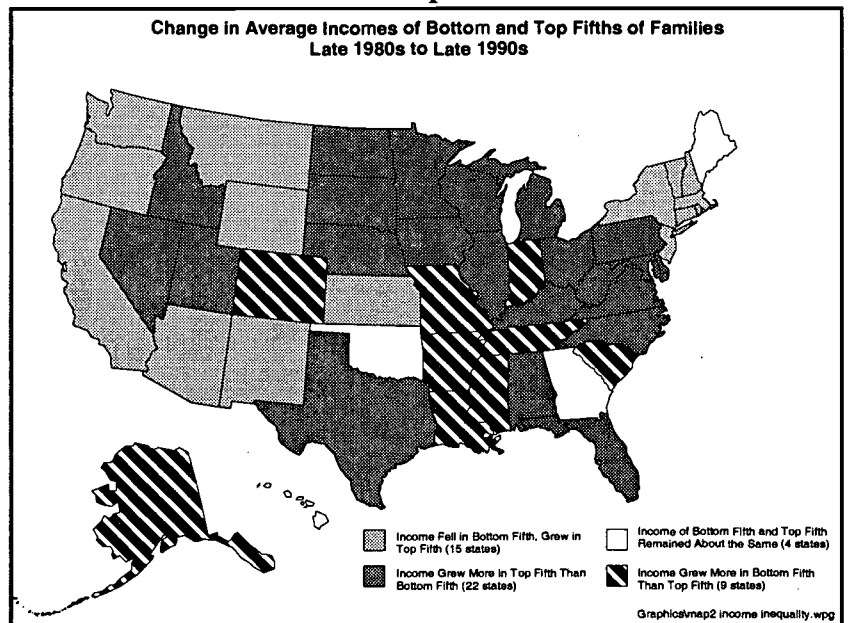 Change in Average Incomes of Bottom and Top Fifths of Families
Late 1980s to Late 1990s
Income Fell in Bottom Fifth, Grew in
Top Fifth (15 states)
Income Grew More in Top Fifth Than
Bottom Fifth (22 states)
Income of Bottom Fifth and Top Fifth
Remained About the Same (4 states)
Income Grew More in Bottom Fifth
Than Top Fifth (9 states)
Graphics\map2 income inequality.wpg